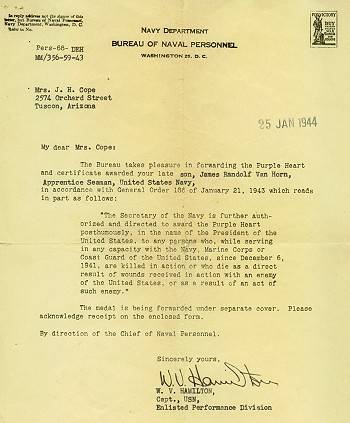 In reply address not the signer of this
letter, but Bureau of Naval Personnel,
Navy Department, Washington, D. C.
Refer to No.
NAVY DEPARTMENT
BUREAU OF NAVAL PERSONNEL
WASHINGTON 25, D. C.
FOR VICTORY
BUY
Pers-68- DEH
MM/356-59-43
Mrs. J. H. Cope
2574 Orchard Street
Tuscon, Arizona
25 JAN 1944
My dear Mrs. Cope:
The Bureau takes pleasure in forwarding the Purple Heart
and certificate awarded your late son, James Randolf Van Horn,
Apprentice Seaman, United States Navy,
in accordance with General Order 186 of January 21, 1943 which reads
in part as follows:
"The Secretary of the Navy is further auth-
orized and directed to award the Purple Heart
posthumously, in the name of the President of the
United States, to any persons who, while serving
in any capacity with the Navy, Marine Corps or
Coast Guard of the United States, since December 6,
1941, are killed in action or who die as a direct
result of wounds received in action with an enemy
of the United States, or as a result of an act of
such enemy."
The medal is being forwarded under separate cover. Please
acknowledge receipt on the enclosed form.
By direction of the Chief of Naval Personnel.
Sincerely yours,
W. V. Hamilton
W. V. HAMILTON,
Capt., USN,
Enlisted Performance Division